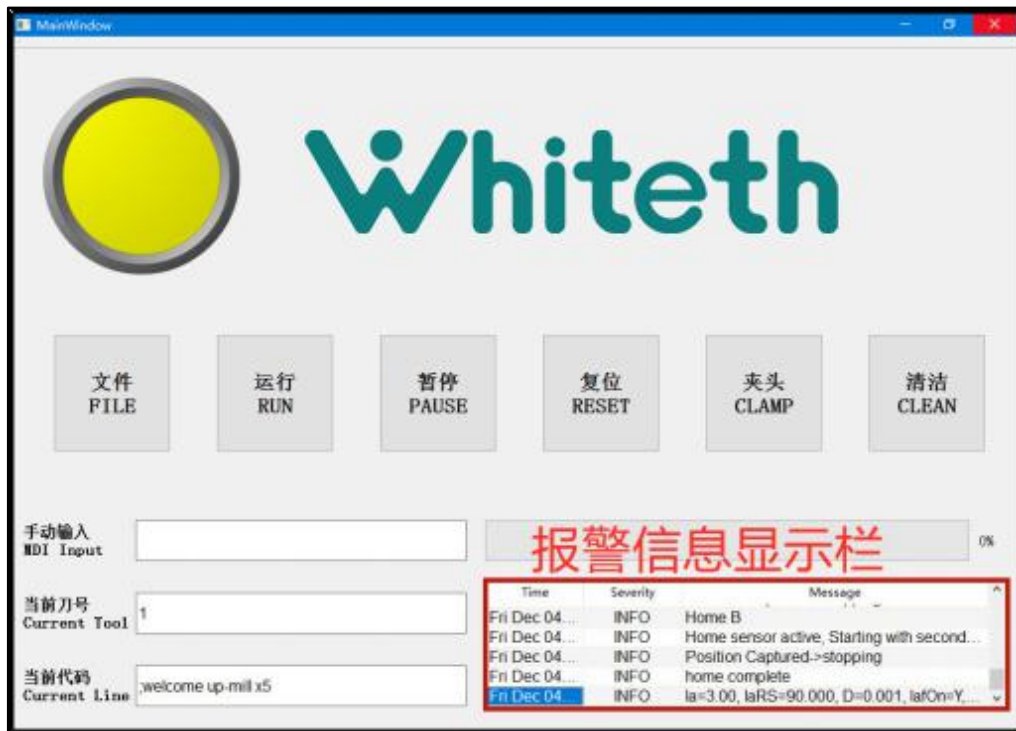 MainWindow
Whiteth
文件
FILE
运行
RUN
暂停
PAUSE
复位
RESET
夹头
CLAMP
清洁
CLEAN
手动输入
MDI Input
报警信息显示栏
0%
当前刀号
Current Tool
1
当前代码
Current Line
;welcome up-mill x5
Time Severity Message
Fri Dec 04... INFO Home B
Fri Dec 04... INFO Home sensor active, Starting with second...
Fri Dec 04... INFO Position Captured->stopping
Fri Dec 04... INFO home complete
Fri Dec 04... INFO la=3.00, laRS=90.000, D=0.001, lafOn=Y,...